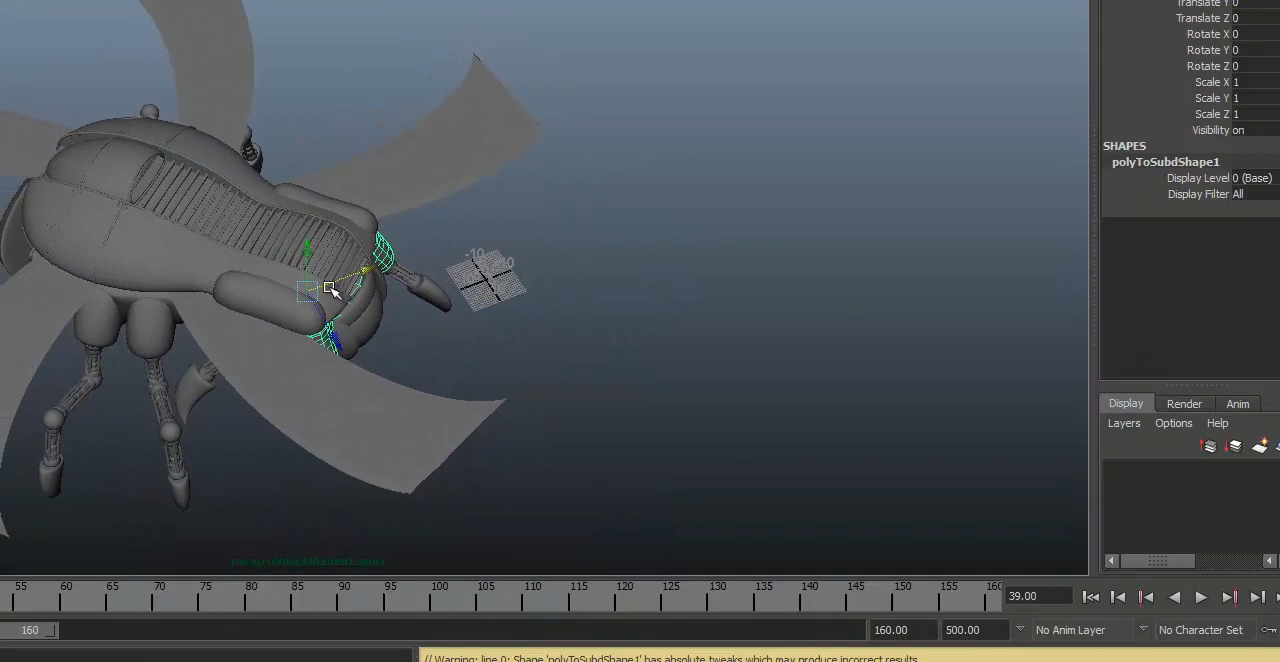 Translate Y 0
Translate Z 0
Rotate X 0
Rotate Y 0
Rotate Z 0
Scale X 1
Scale Y 1
Scale Z 1
Visibility on
SHAPES
polyToSubdShape1
Display Level 0 (Base)
Display Filter All
-10
Display Render Anim
Layers Options Help
55 60 65 70 75 80 85 90 95 100 105 110 115 120 125 130 135 140 145 150 155 160
39.00
160
160.00 500.00 No Anim Layer No Character Set
// Warning: line 0: Shape 'polyToSubdShape1' has absolute tweaks which may produce incorrect results